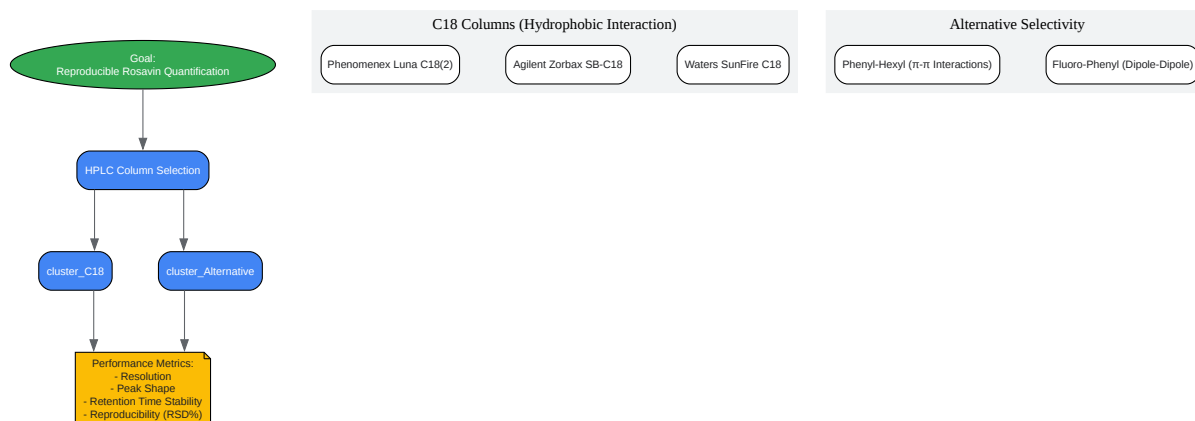 Goal:
Reproducible Rosavin Quantification
HPLC Column Selection
cluster_C18
cluster_Alternative
Performance Metrics:
- Resolution
- Peak Shape
- Retention Time Stability
- Reproducibility (RSD%)
C18 Columns (Hydrophobic Interaction)
Phenomenex Luna C18(2)
Agilent Zorbax SB-C18
Waters SunFire C18
Alternative Selectivity
Phenyl-Hexyl (π-π Interactions)
Fluoro-Phenyl (Dipole-Dipole)